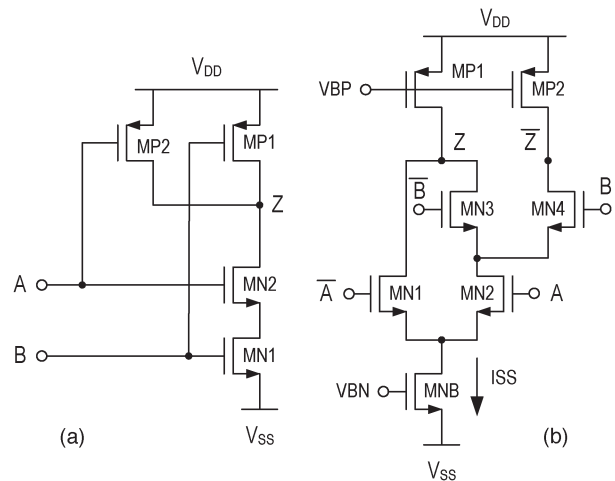 V_DD
MP2
MP1
Z
A
MN2
B
MN1
V_SS
(a)
V_DD
VBP
MP1
MP2
Z
Z̅
B̅
MN3
MN4
B
A̅
MN1
MN2
A
VBN
MNB
ISS
V_SS
(b)